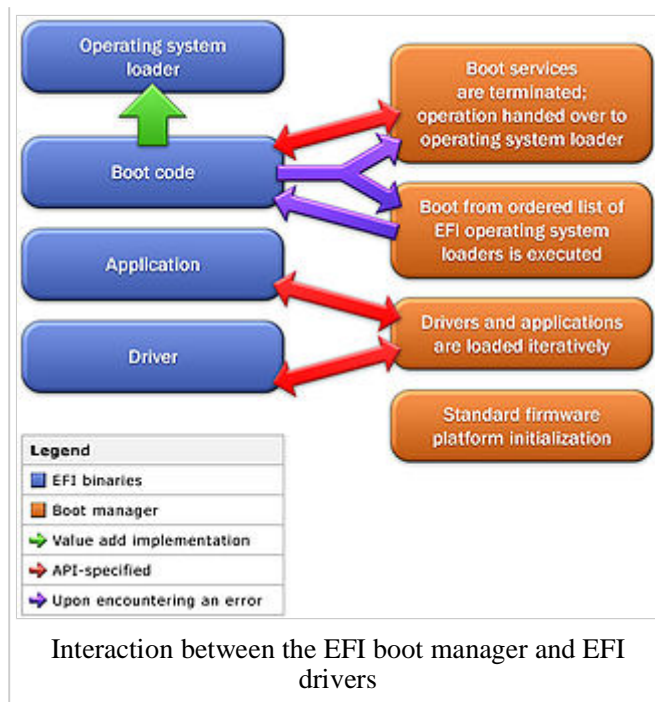 Operating system
loader
Boot code
Application
Driver
Boot services
are terminated;
operation handed over to
operating system loader
Boot from ordered list of
EFI operating system
loaders is executed
Drivers and applications
are loaded iteratively
Standard firmware
platform initialization
Legend
EFI binaries
Boot manager
Value add implementation
API-specified
Upon encountering an error
Interaction between the EFI boot manager and EFI
drivers